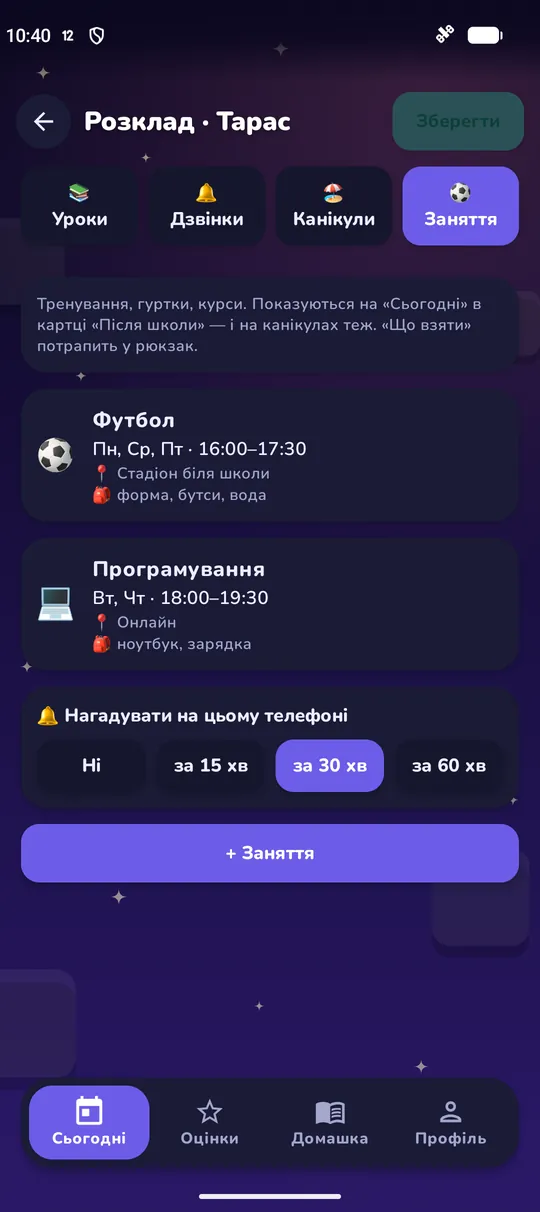 10:40 12
Розклад · Тарас
Зберегти
Уроки
Дзвінки
Канікули
Заняття
Тренування, гуртки, курси. Показуються на «Сьогодні» в
картці «Після школи» — і на канікулах теж. «Що взяти»
потрапить у рюкзак.
Футбол
Пн, Ср, Пт · 16:00–17:30
Стадіон біля школи
форма, бутси, вода
Програмування
Вт, Чт · 18:00–19:30
Онлайн
ноутбук, зарядка
Нагадувати на цьому телефоні
Ні
за 15 хв
за 30 хв
за 60 хв
+ Заняття
Сьогодні
Оцінки
Домашка
Профіль